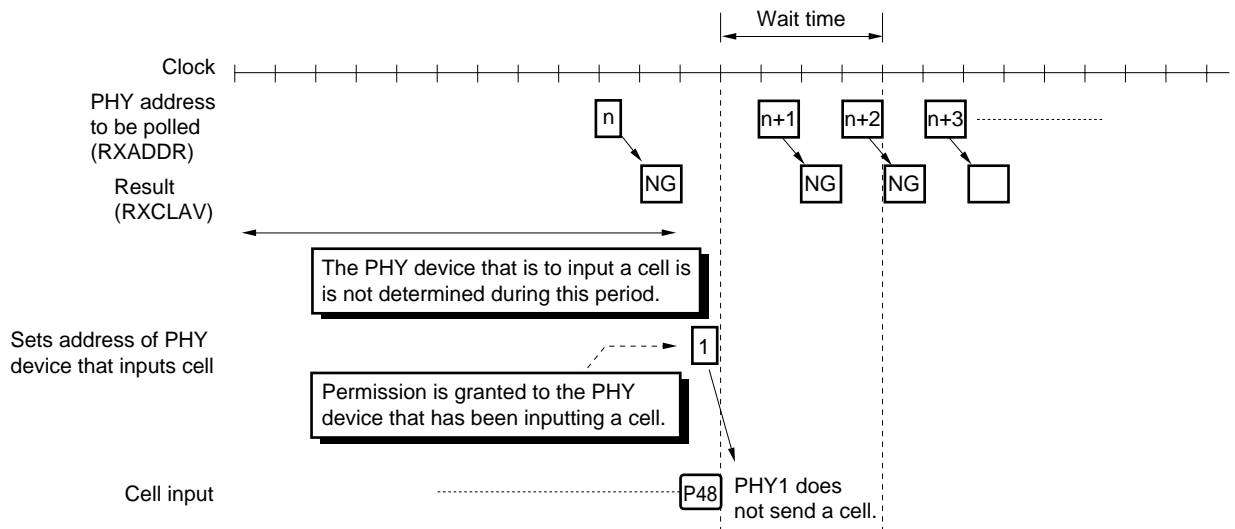 Wait time
Clock
PHY address
to be polled
(RXADDR)
n
n+1
n+2
n+3
Result
(RXCLAV)
NG
NG
NG
The PHY device that is to input a cell is
is not determined during this period.
Sets address of PHY
device that inputs cell
1
Permission is granted to the PHY
device that has been inputting a cell.
Cell input
P48
PHY1 does
not send a cell.